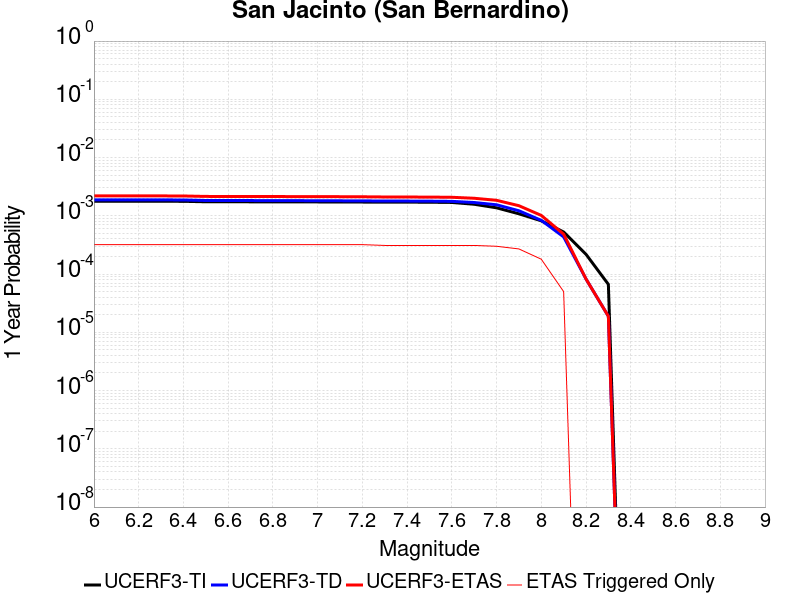 San Jacinto (San Bernardino)
10^0
10^-1
10^-2
10^-3
10^-4
10^-5
10^-6
10^-7
10^-8
1 Year Probability
6 6.2 6.4 6.6 6.8 7 7.2 7.4 7.6 7.8 8 8.2 8.4 8.6 8.8 9
Magnitude
UCERF3-TI UCERF3-TD UCERF3-ETAS ETAS Triggered Only